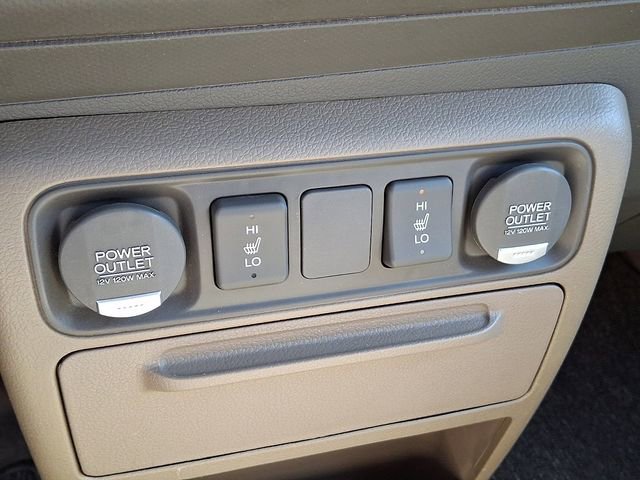 POWER
OUTLET
12V 120W MAX.
HI
LO
HI
LO
POWER
OUTLET
12V 120W MAX.